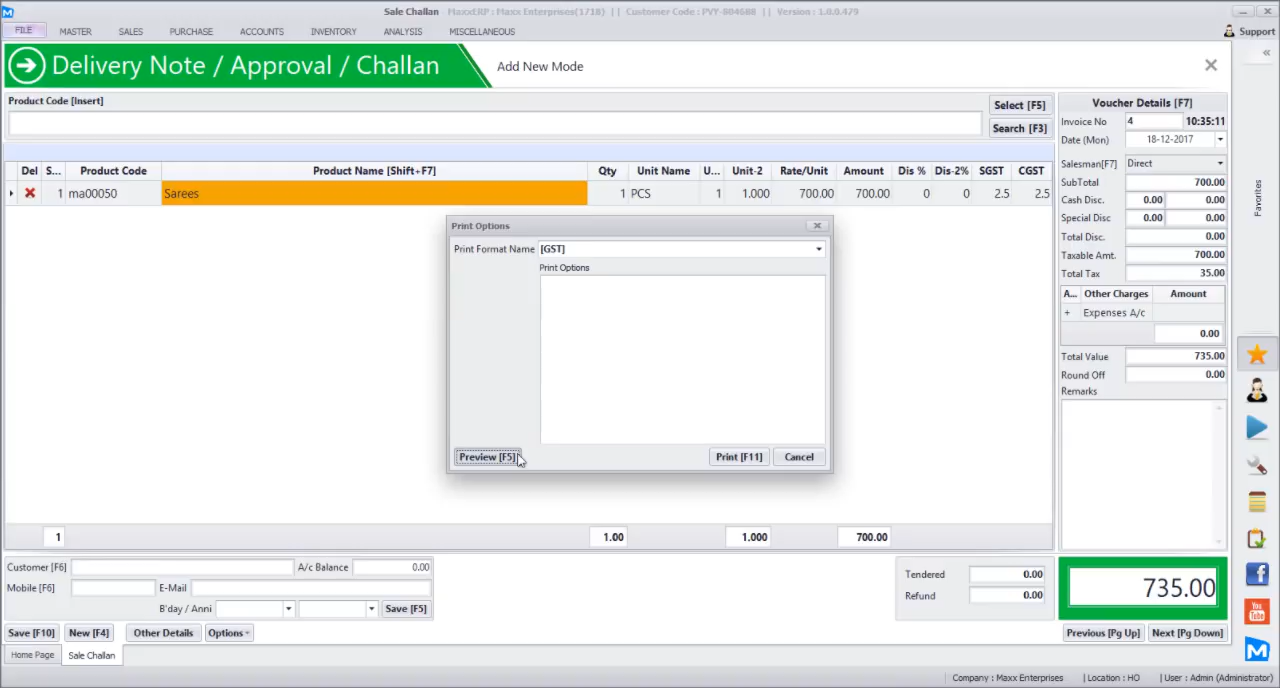 Sale Challan - MaxxERP : Maxx Enterprises(1718) || Customer Code : PVY-80468E || Version : 1.0.0.479
FILE MASTER SALES PURCHASE ACCOUNTS INVENTORY ANALYSIS MISCELLANEOUS Support
Delivery Note / Approval / Challan Add New Mode
Product Code [Insert]
Select [F5]
Search [F3]
Del S... Product Code Product Name [Shift+F7] Qty Unit Name U... Unit-2 Rate/Unit Amount Dis % Dis-2% SGST CGST
1 ma00050 Sarees 1 PCS 1 1.000 700.00 700.00 0 0 2.5 2.5
Print Options
Print Format Name [GST]
Print Options
Preview [F5] Print [F11] Cancel
1 1.00 1.000 700.00
Voucher Details [F7]
Invoice No 4 10:35:11
Date (Mon) 18-12-2017
Salesman[F7] Direct
SubTotal 700.00
Cash Disc. 0.00 0.00
Special Disc 0.00 0.00
Total Disc. 0.00
Taxable Amt. 700.00
Total Tax 35.00
A... Other Charges Amount
+ Expenses A/c
0.00
Total Value 735.00
Round Off 0.00
Remarks
Favorites
Customer [F6] A/c Balance 0.00
Mobile [F6] E-Mail
B'day / Anni Save [F5]
Tendered 0.00
Refund 0.00
735.00
Save [F10] New [F4] Other Details Options Previous [Pg Up] Next [Pg Down]
Home Page Sale Challan
You Tube
Company : Maxx Enterprises | Location : HO | User : Admin (Administrator)